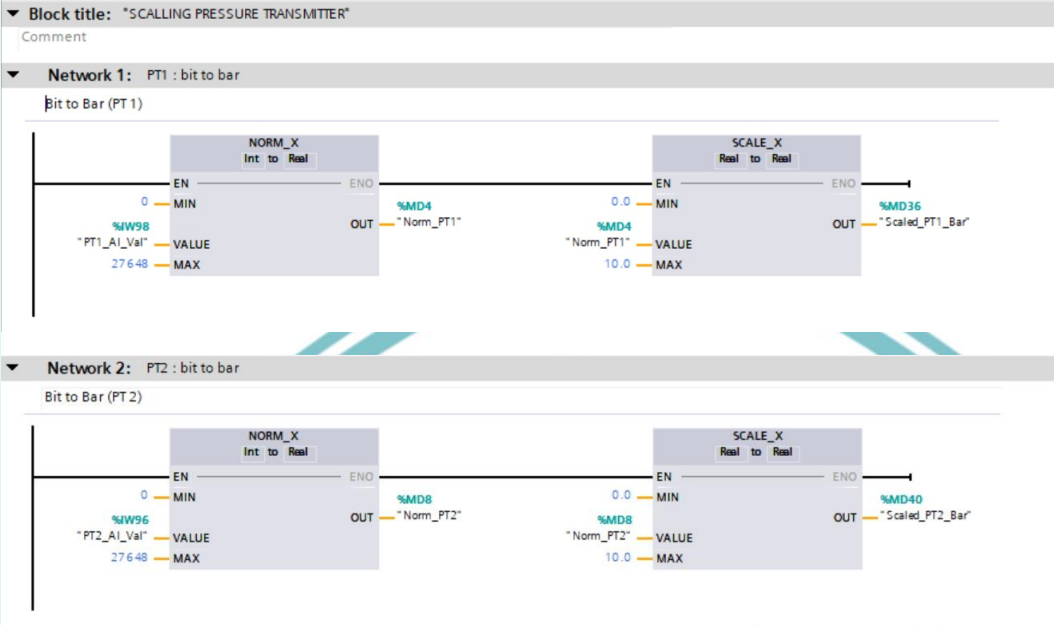 Block title: "SCALLING PRESSURE TRANSMITTER"
Comment
Network 1: PT1 : bit to bar
Bit to Bar (PT 1)
NORM_X
Int to Real
EN
ENO
0
MIN
%IW98
"PT1_AI_Val"
VALUE
27648
MAX
OUT
%MD4
"Norm_PT1"
SCALE_X
Real to Real
EN
ENO
0.0
MIN
%MD4
"Norm_PT1"
VALUE
10.0
MAX
OUT
%MD36
"Scaled_PT1_Bar"
Network 2: PT2 : bit to bar
Bit to Bar (PT 2)
NORM_X
Int to Real
EN
ENO
0
MIN
%IW96
"PT2_AI_Val"
VALUE
27648
MAX
OUT
%MD8
"Norm_PT2"
SCALE_X
Real to Real
EN
ENO
0.0
MIN
%MD8
"Norm_PT2"
VALUE
10.0
MAX
OUT
%MD40
"Scaled_PT2_Bar"